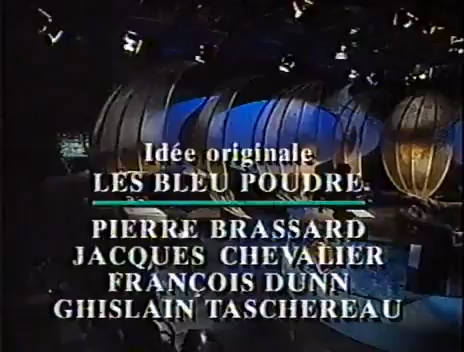 Idée originale
LES BLEU POUDRE
PIERRE BRASSARD
JACQUES CHEVALIER
FRANÇOIS DUNN
GHISLAIN TASCHEREAU